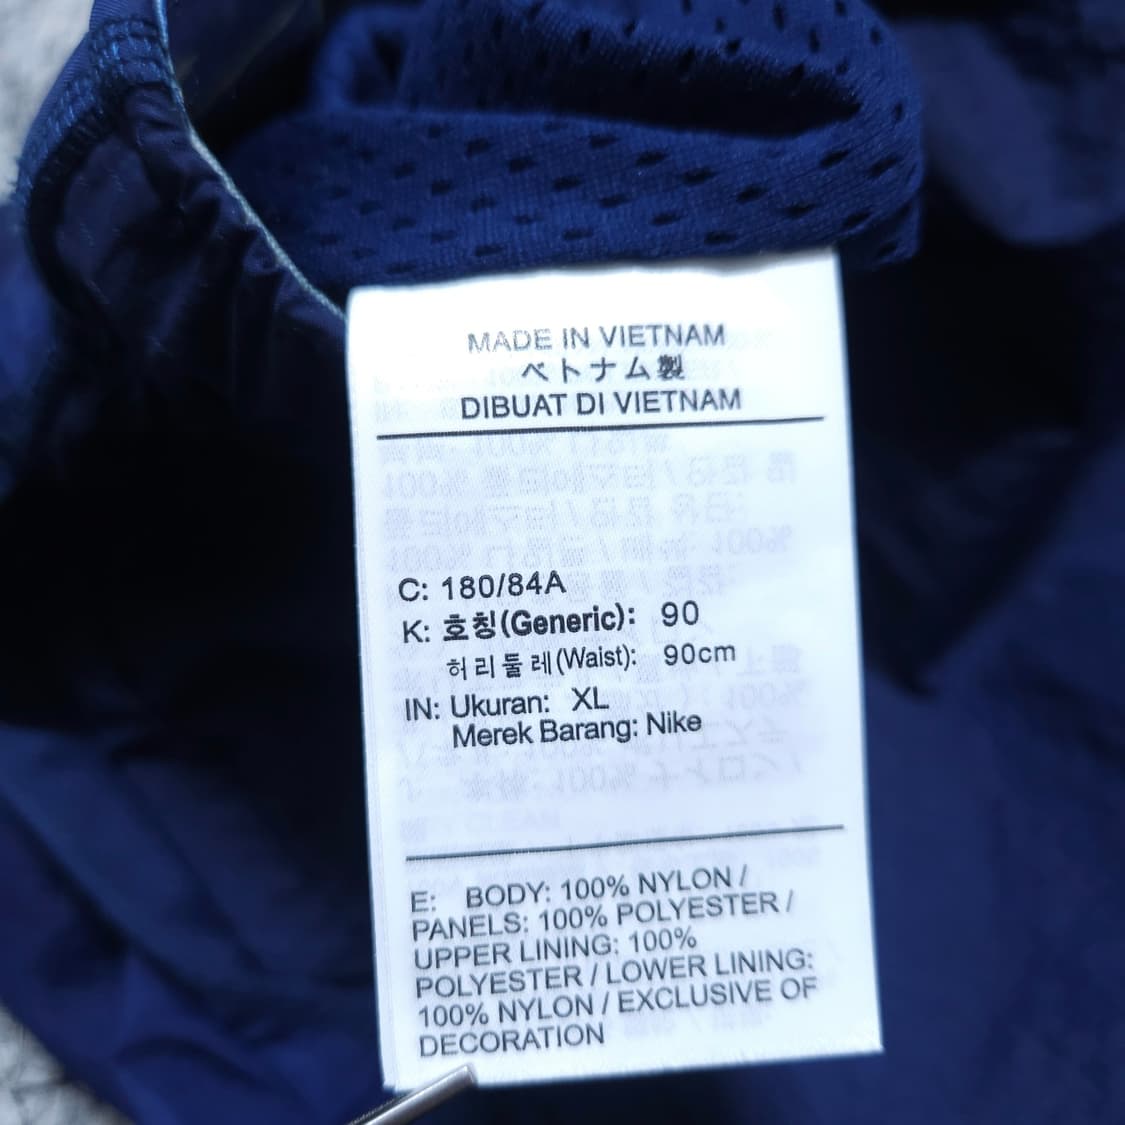 MADE IN VIETNAM
ベトナム製
DIBUAT DI VIETNAM
C: 180/84A
K: 호칭(Generic): 90
허리둘레(Waist): 90cm
IN: Ukuran: XL
Merek Barang: Nike
E: BODY: 100% NYLON /
PANELS: 100% POLYESTER /
UPPER LINING: 100%
POLYESTER / LOWER LINING:
100% NYLON / EXCLUSIVE OF
DECORATION